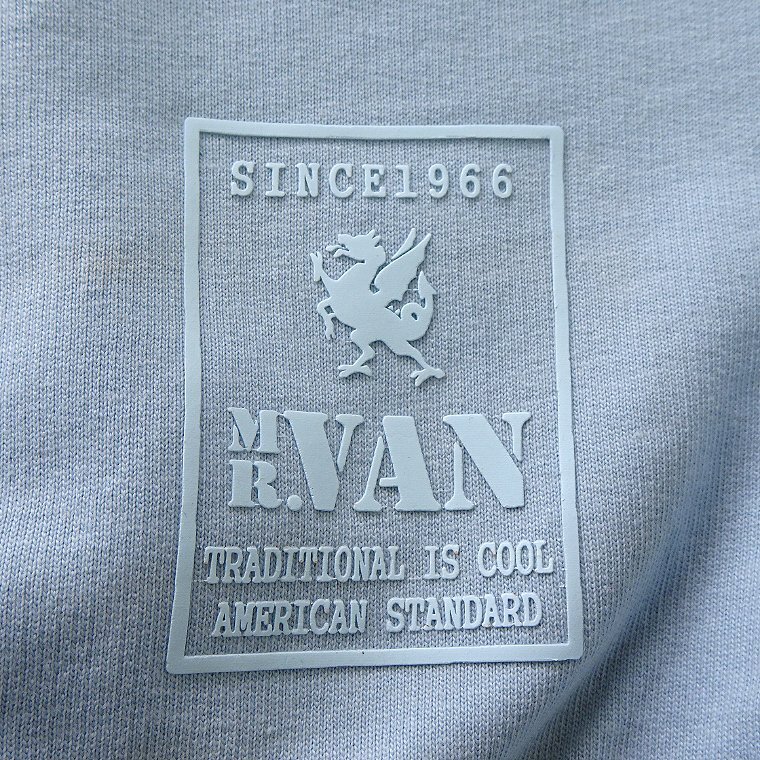 SINCE1966
MR.VAN
TRADITIONAL IS COOL
AMERICAN STANDARD